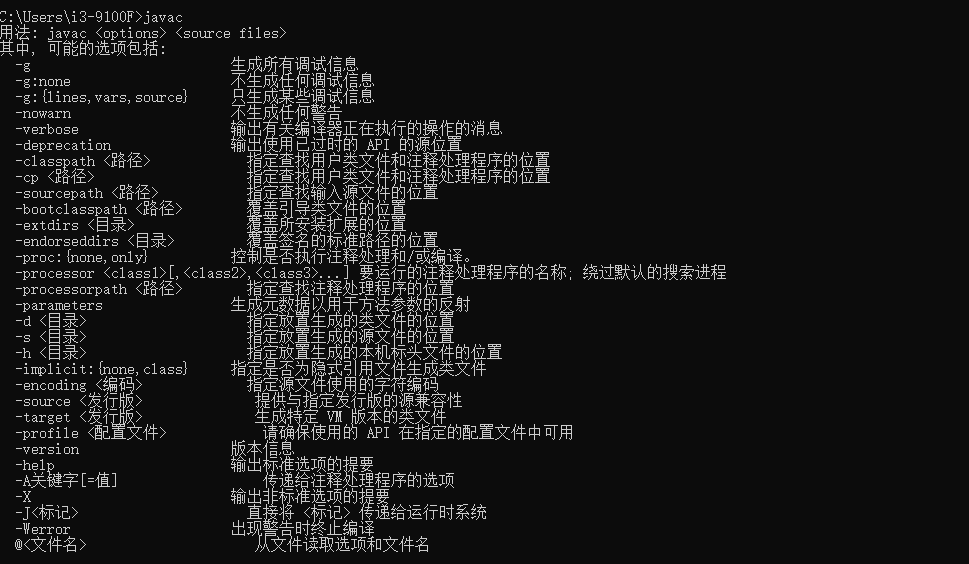 C:\Users\i3-9100F>javac
用法: javac <options> <source files>
其中, 可能的选项包括:
-g 生成所有调试信息
-g:none 不生成任何调试信息
-g:{lines,vars,source} 只生成某些调试信息
-nowarn 不生成任何警告
-verbose 输出有关编译器正在执行的操作的消息
-deprecation 输出使用已过时的 API 的源位置
-classpath <路径> 指定查找用户类文件和注释处理程序的位置
-cp <路径> 指定查找用户类文件和注释处理程序的位置
-sourcepath <路径> 指定查找输入源文件的位置
-bootclasspath <路径> 覆盖引导类文件的位置
-extdirs <目录> 覆盖所安装扩展的位置
-endorseddirs <目录> 覆盖签名的标准路径的位置
-proc:{none,only} 控制是否执行注释处理和/或编译。
-processor <class1>[,<class2>,<class3>...] 要运行的注释处理程序的名称; 绕过默认的搜索进程
-processorpath <路径> 指定查找注释处理程序的位置
-parameters 生成元数据以用于方法参数的反射
-d <目录> 指定放置生成的类文件的位置
-s <目录> 指定放置生成的源文件的位置
-h <目录> 指定放置生成的本机标头文件的位置
-implicit:{none,class} 指定是否为隐式引用文件生成类文件
-encoding <编码> 指定源文件使用的字符编码
-source <发行版> 提供与指定发行版的源兼容性
-target <发行版> 生成特定 VM 版本的类文件
-profile <配置文件> 请确保使用的 API 在指定的配置文件中可用
-version 版本信息
-help 输出标准选项的提要
-A关键字[=值] 传递给注释处理程序的选项
-X 输出非标准选项的提要
-J<标记> 直接将 <标记> 传递给运行时系统
-Werror 出现警告时终止编译
@<文件名> 从文件读取选项和文件名